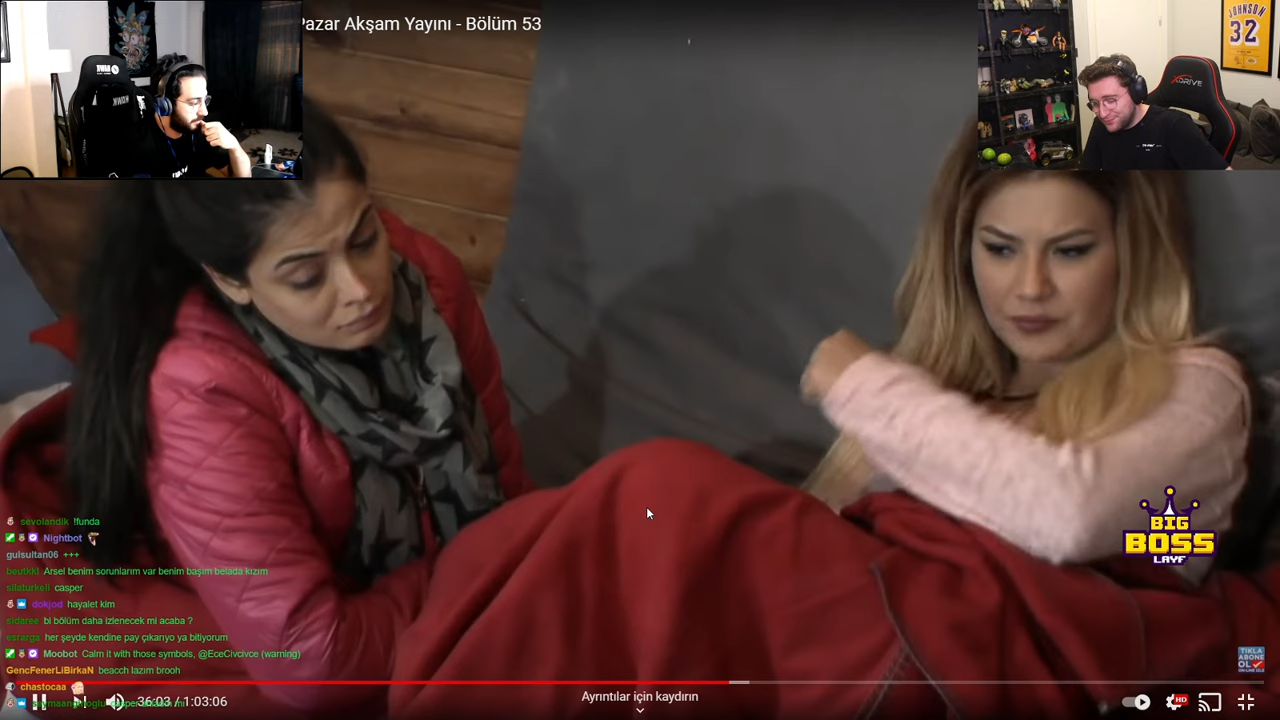 Pazar Akşam Yayını - Bölüm 53
JOHNSON
32
XDRIVE
sevolandik !funda
Nightbot
gulsultan06 +++
beutkkl Arsel benim sorunlarım var benim başım belada kızım
silaturkeli casper
dokjod hayalet kim
sidaree bi bölüm daha izlenecek mi acaba ?
esrarga her şeyde kendine pay çıkarıyo ya bitiyorum
Moobot Calm it with those symbols, @EceCivcivce (warning)
GencFenerLiBirkaN beacch lazım brooh
chastocaa
36:03 / 1:03:06
Ayrıntılar için kaydırın
HD
BIG
BOSS
LAYF
TIKLA
ABONE
OL